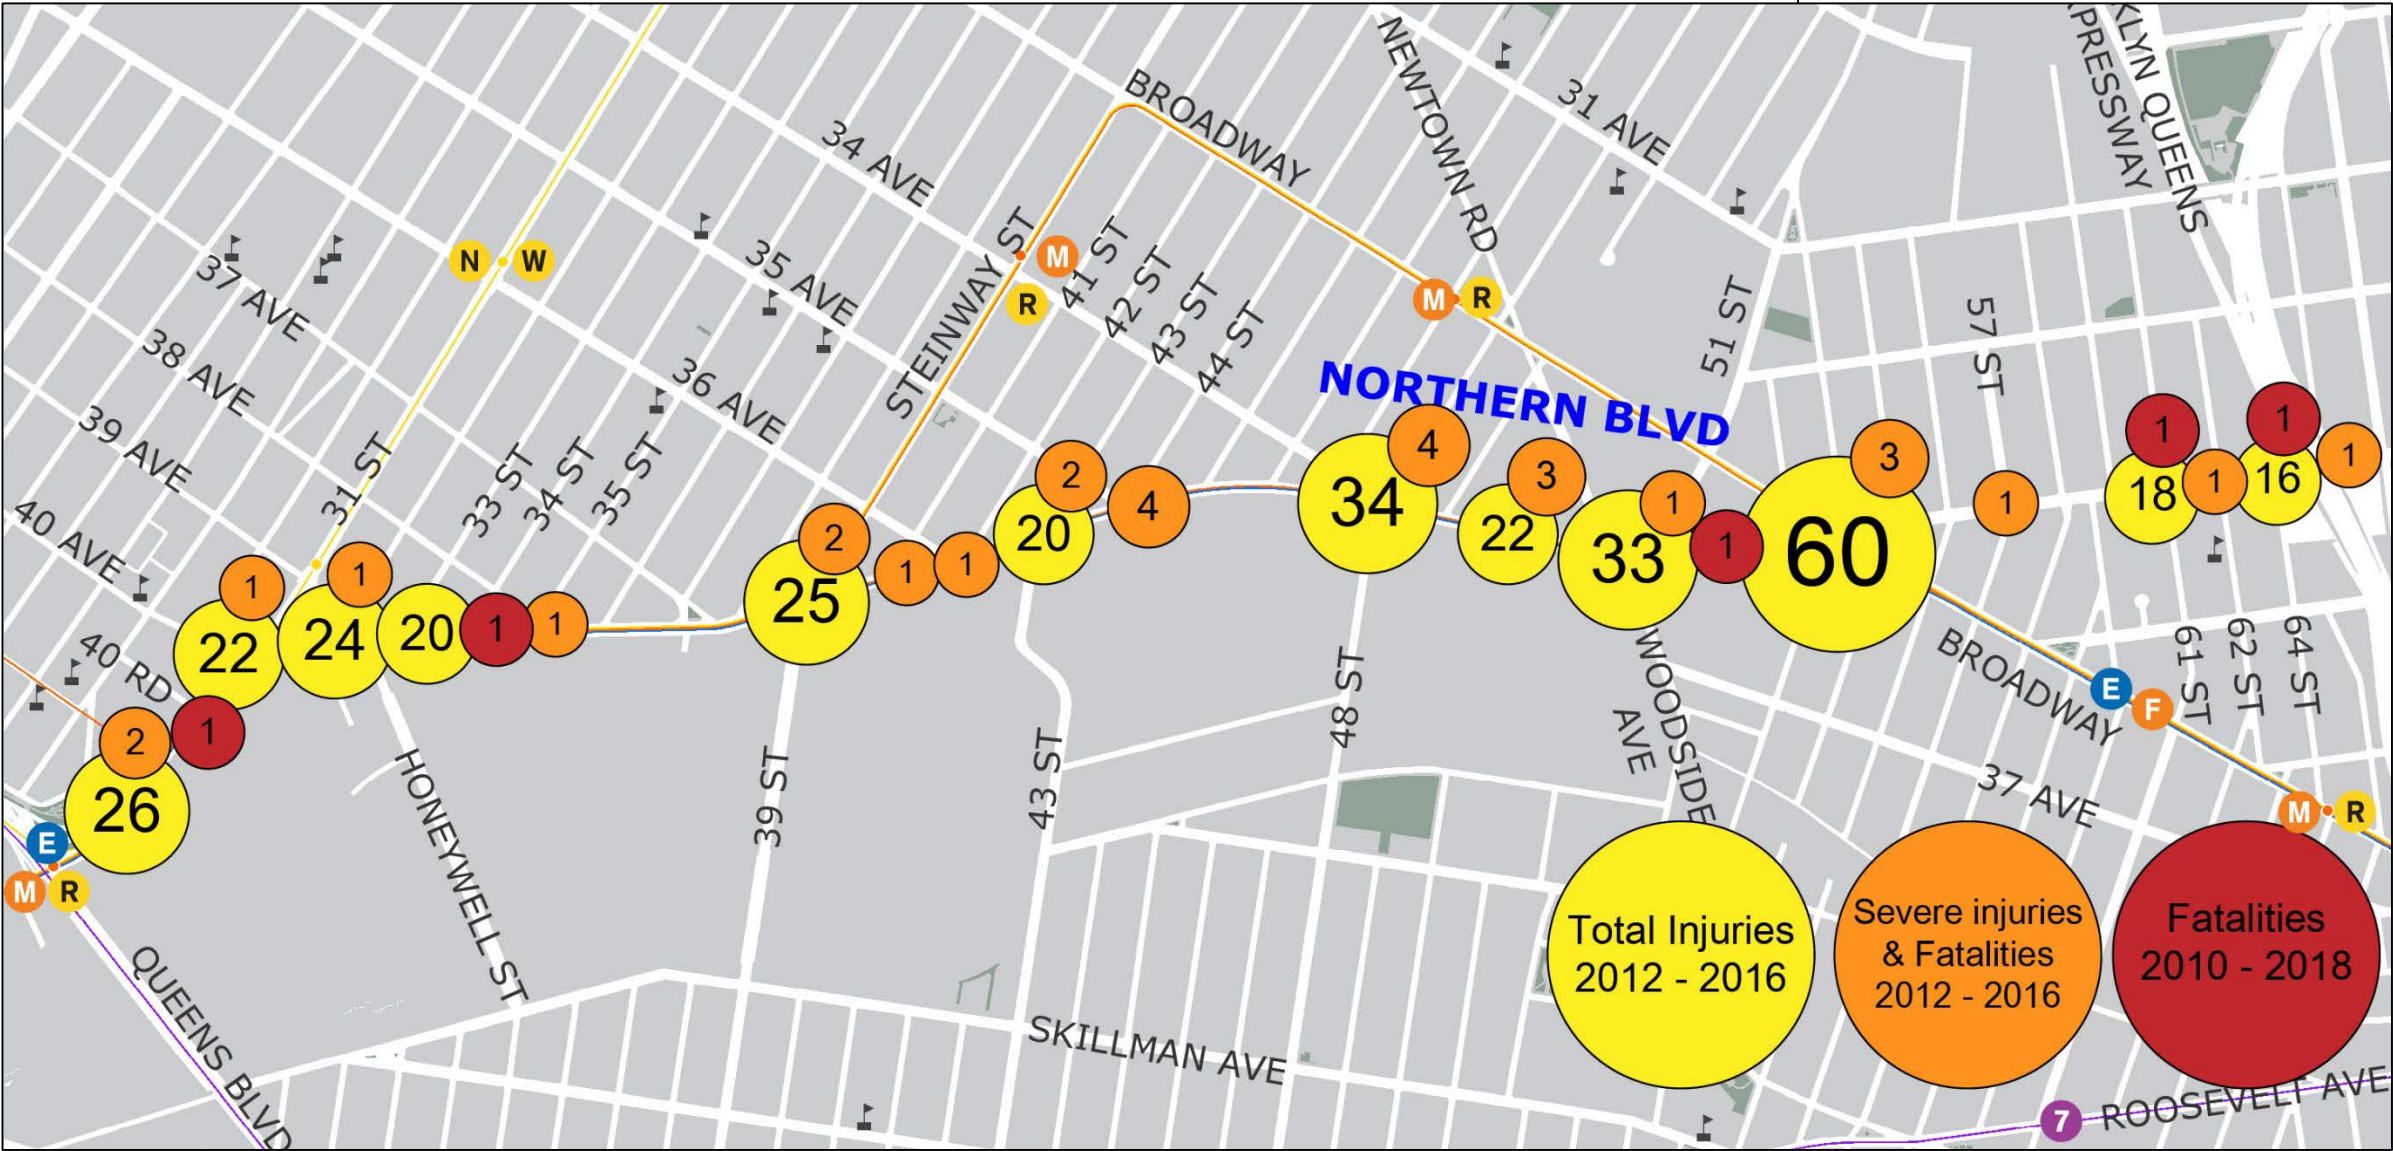 BROADWAY
NEWTOWN RD
31 AVE
KLYN QUEENS
PRESSWAY
34 AVE
35 AVE
36 AVE
37 AVE
38 AVE
39 AVE
40 AVE
40 RD
31 ST
33 ST
34 ST
35 ST
STEINWAY ST
41 ST
42 ST
43 ST
44 ST
51 ST
57 ST
N
W
M
R
M
R
NORTHERN BLVD
26
2
1
22
1
24
1
20
1
1
25
2
1
1
20
2
4
34
4
22
3
33
1
1
60
3
1
18
1
1
16
1
1
HONEYWELL ST
39 ST
43 ST
48 ST
WOODSIDE
AVE
BROADWAY
37 AVE
61 ST
62 ST
64 ST
E
F
M
R
E
M
R
QUEENS BLVD
SKILLMAN AVE
7
ROOSEVELT AVE
Total Injuries
2012 - 2016
Severe injuries
& Fatalities
2012 - 2016
Fatalities
2010 - 2018